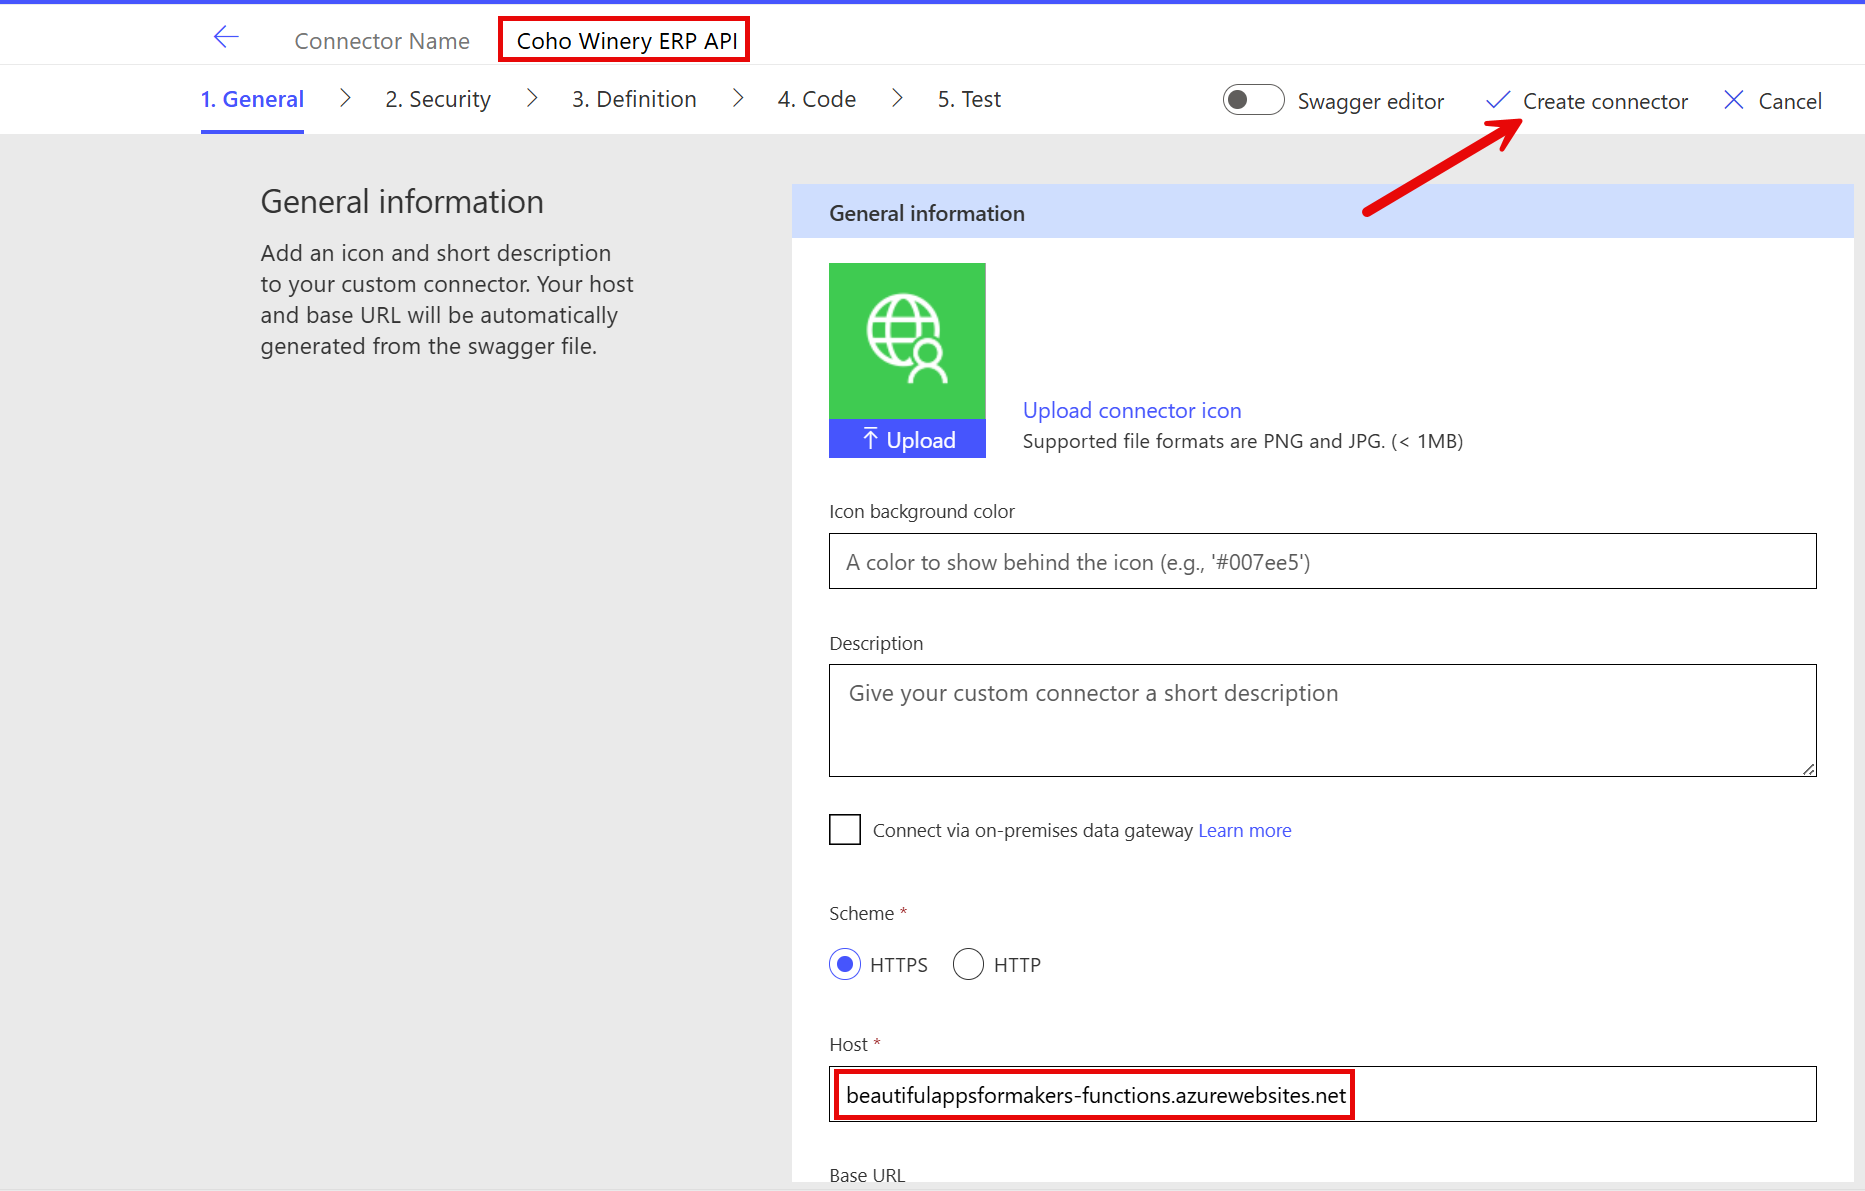 Connector Name Coho Winery ERP API
1. General 2. Security 3. Definition 4. Code 5. Test Swagger editor Create connector Cancel
General information
Add an icon and short description
to your custom connector. Your host
and base URL will be automatically
generated from the swagger file.
General information
Upload
Upload connector icon
Supported file formats are PNG and JPG. (< 1MB)
Icon background color
A color to show behind the icon (e.g., '#007ee5')
Description
Give your custom connector a short description
Connect via on-premises data gateway Learn more
Scheme *
HTTPS HTTP
Host *
beautifulappsformakers-functions.azurewebsites.net
Base URL